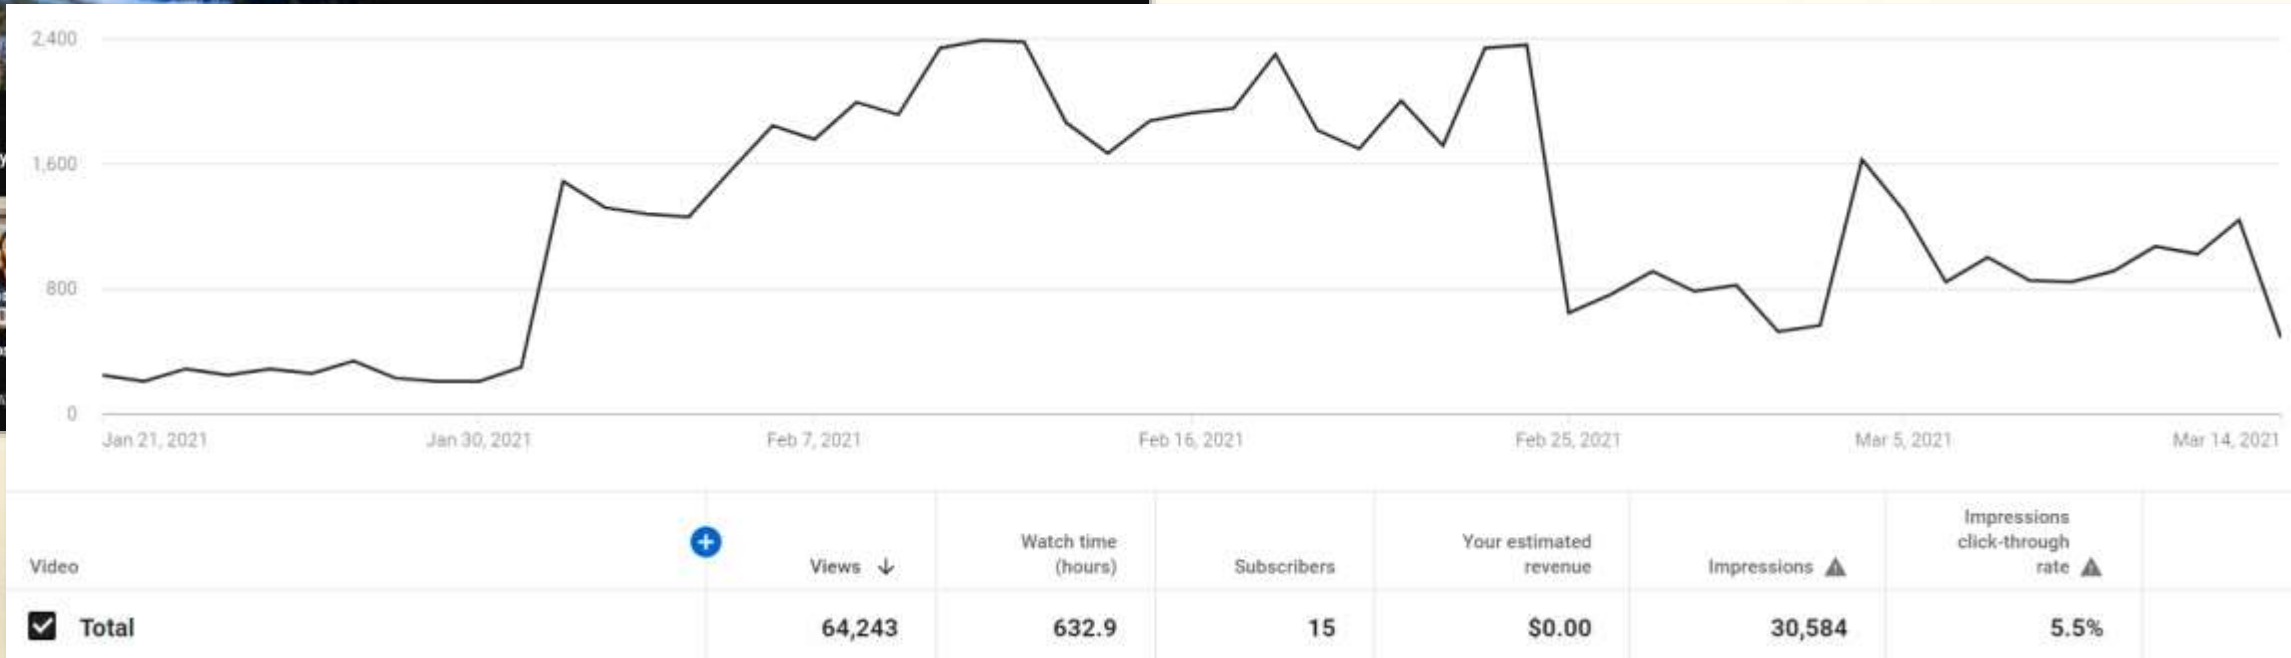 2,400
1,600
800
0
Jan 21, 2021 Jan 30, 2021 Feb 7, 2021 Feb 16, 2021 Feb 25, 2021 Mar 5, 2021 Mar 14, 2021
Video Views Watch time (hours) Subscribers Your estimated revenue Impressions Impressions click-through rate
Total 64,243 632.9 15 $0.00 30,584 5.5%